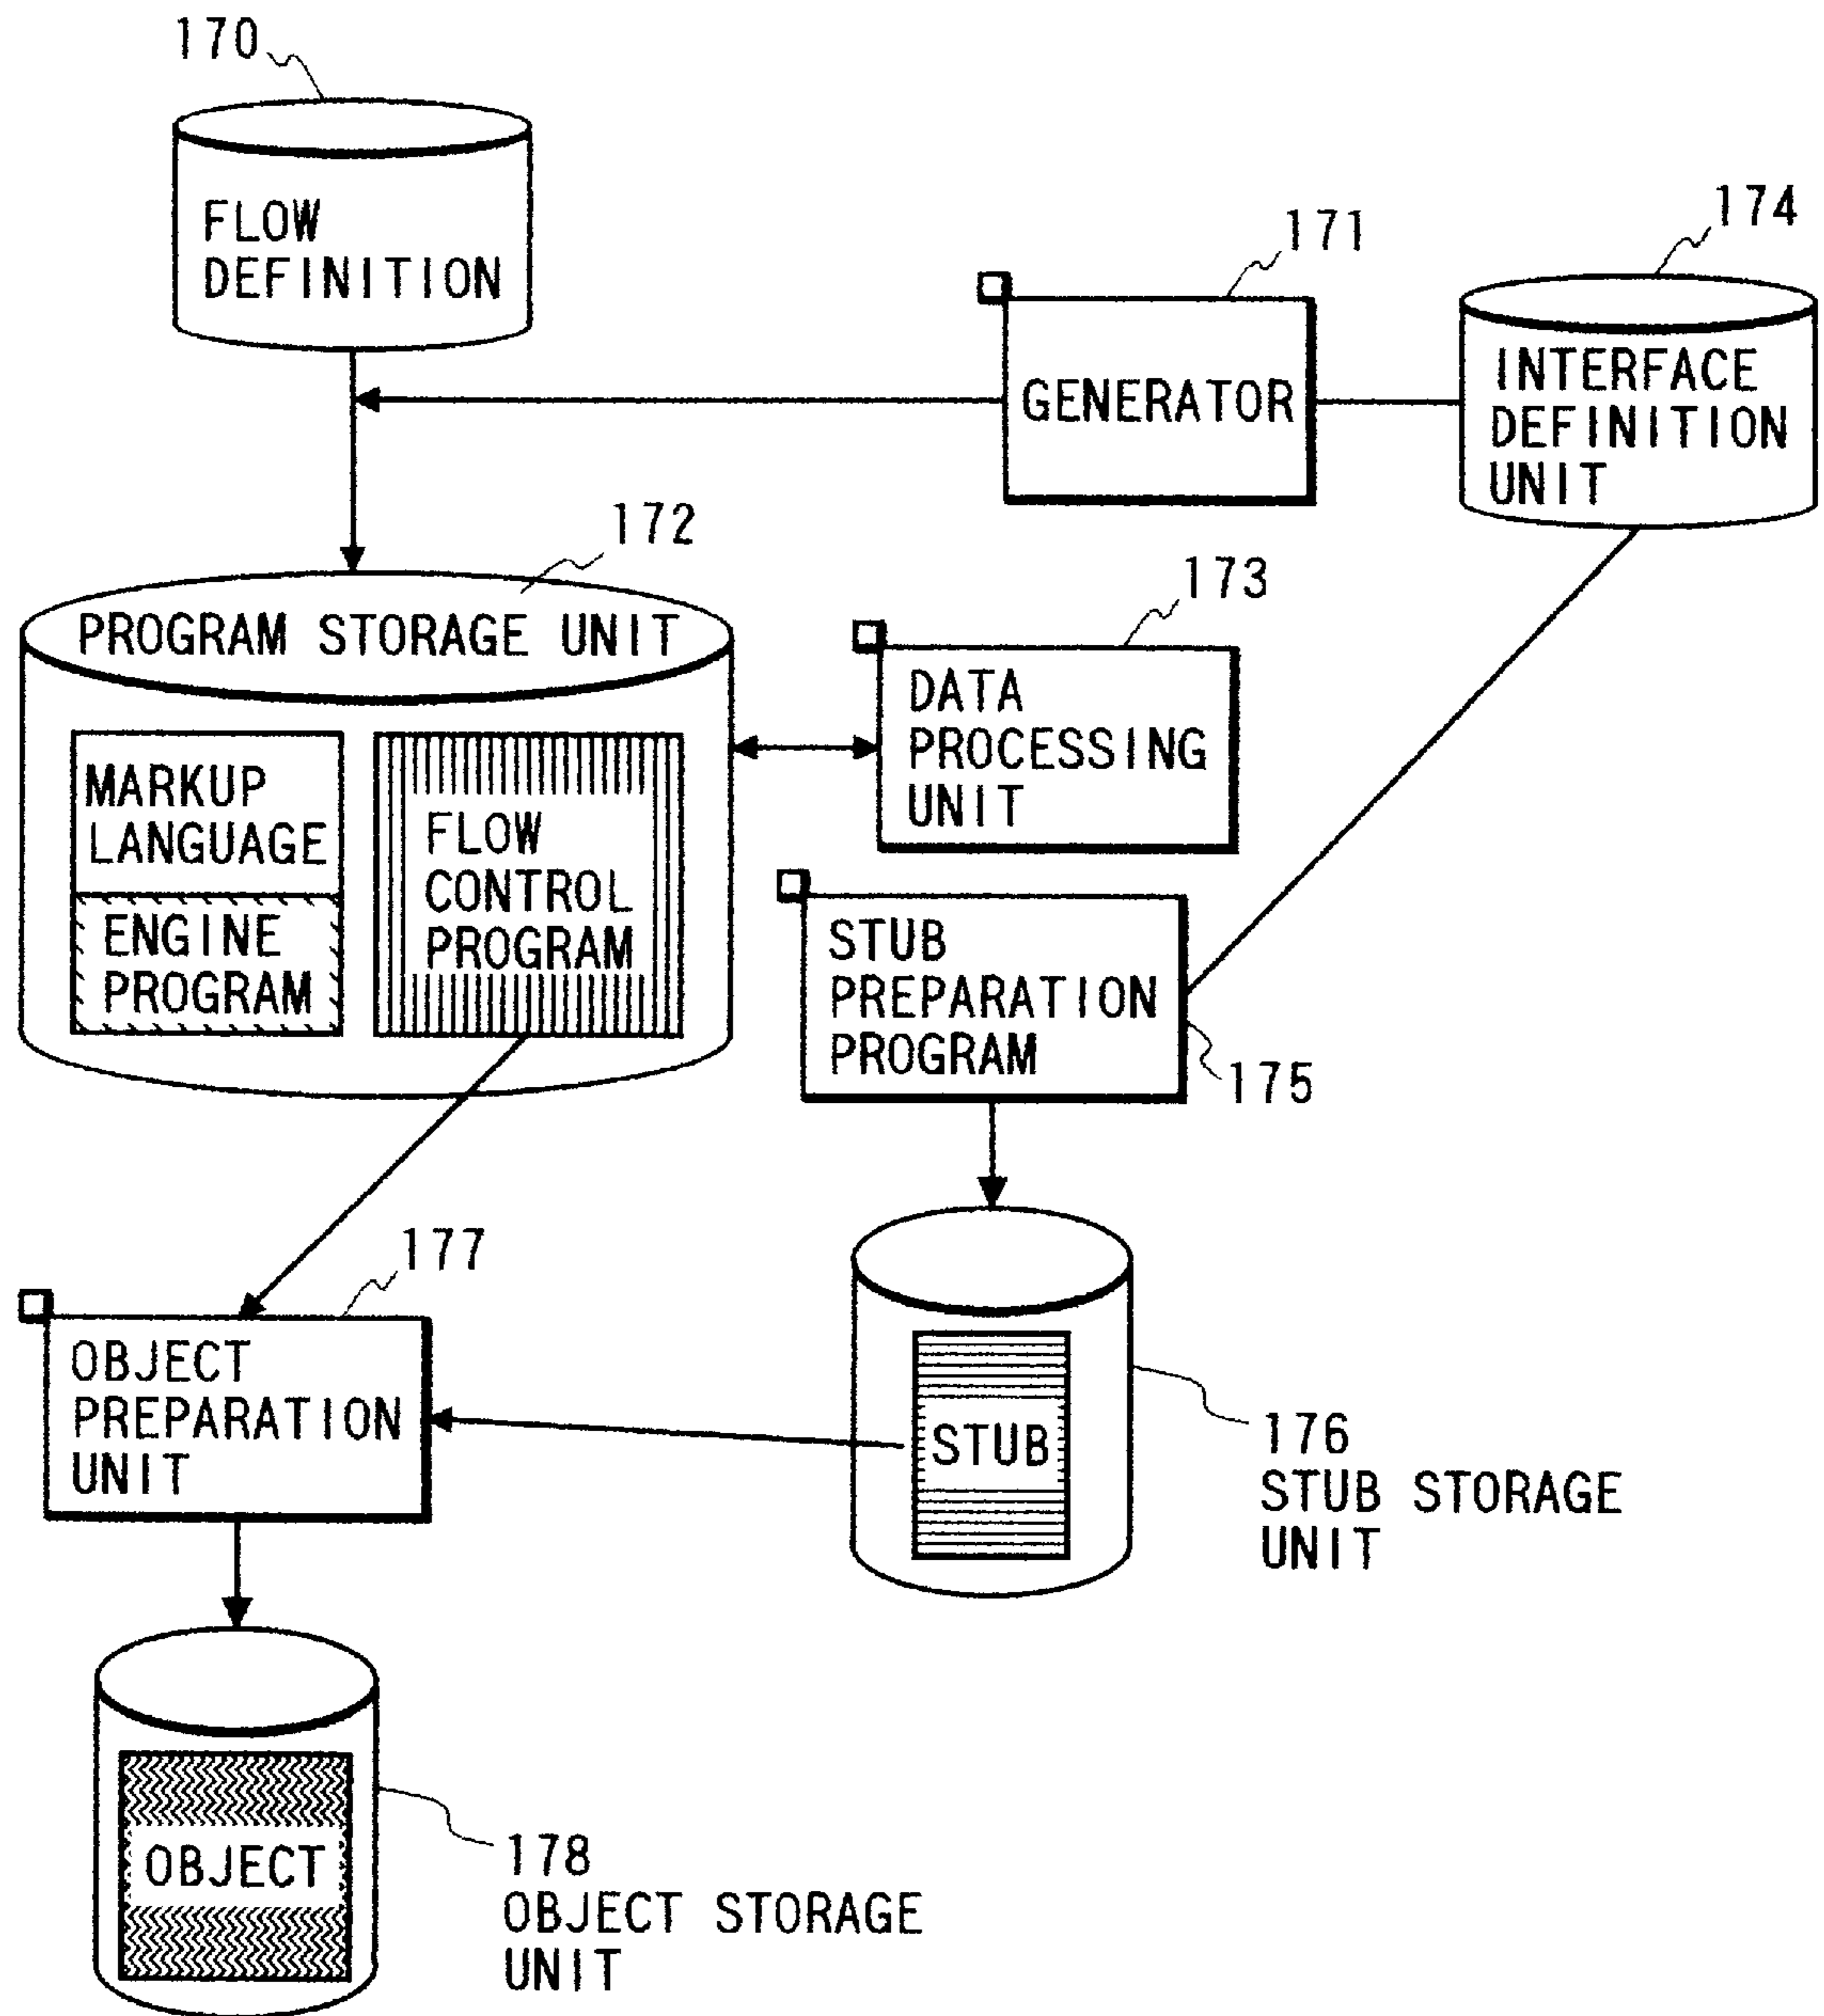 170
FLOW
DEFINITION
171
174
GENERATOR
INTERFACE
DEFINITION
UNIT
172
PROGRAM STORAGE UNIT
173
DATA
PROCESSING
UNIT
MARKUP
LANGUAGE
ENGINE
PROGRAM
FLOW
CONTROL
PROGRAM
STUB
PREPARATION
PROGRAM
175
177
OBJECT
PREPARATION
UNIT
STUB
176
STUB STORAGE
UNIT
OBJECT
178
OBJECT STORAGE
UNIT